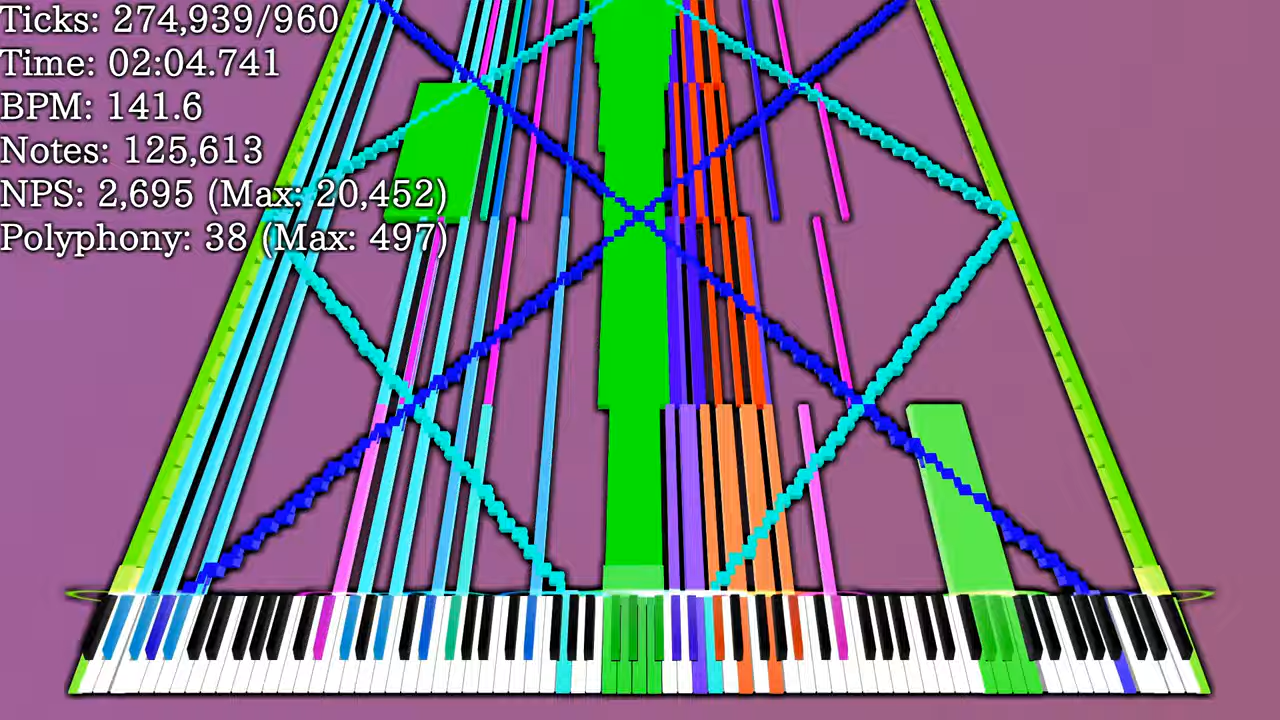 Ticks: 274,939/960
Time: 02:04.741
BPM: 141.6
Notes: 125,613
NPS: 2,695 (Max: 20,452)
Polyphony: 38 (Max: 497)